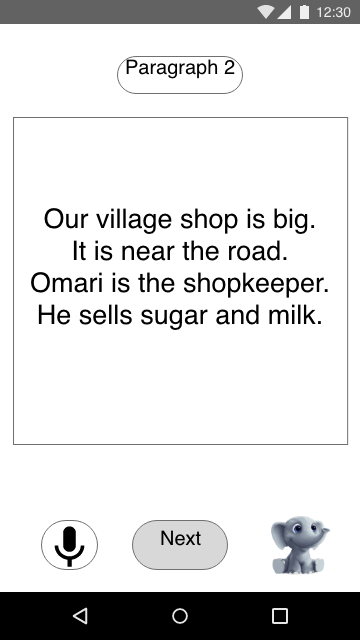 12:30
Paragraph 2
Our village shop is big.
It is near the road.
Omari is the shopkeeper.
He sells sugar and milk.
Next